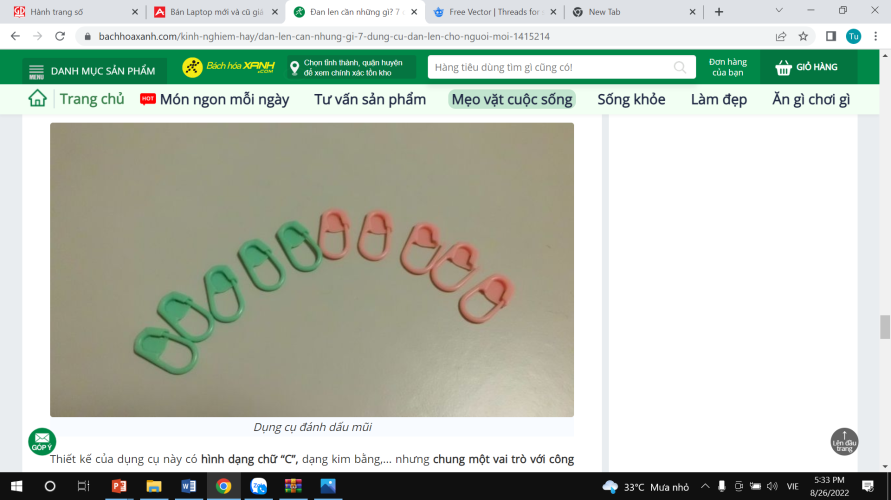 Hành trang số
Bán Laptop mới và cũ giá
Đan len cần những gì? 7
Free Vector | Threads for
New Tab
bachhoaxanh.com/kinh-nghiem-hay/dan-len-can-nhung-gi-7-dung-cu-dan-len-cho-nguoi-moi-1415214
Tu
MENU
DANH MỤC SẢN PHẨM
Bách hóa XANH
.COM
Chọn tỉnh thành, quận huyện
để xem chính xác tồn kho
Hàng tiêu dùng tìm gì cũng có!
Đơn hàng
của bạn
GIỎ HÀNG
Trang chủ
HOT
Món ngon mỗi ngày
Tư vấn sản phẩm
Mẹo vặt cuộc sống
Sống khỏe
Làm đẹp
Ăn gì chơi gì
Dụng cụ đánh dấu mũi
GÓP Ý
Lên đầu
trang
Thiết kế của dụng cụ này có hình dạng chữ “C”, dạng kim băng,... nhưng chung một vai trò với công
33°C Mưa nhỏ
VIE
5:33 PM
8/26/2022